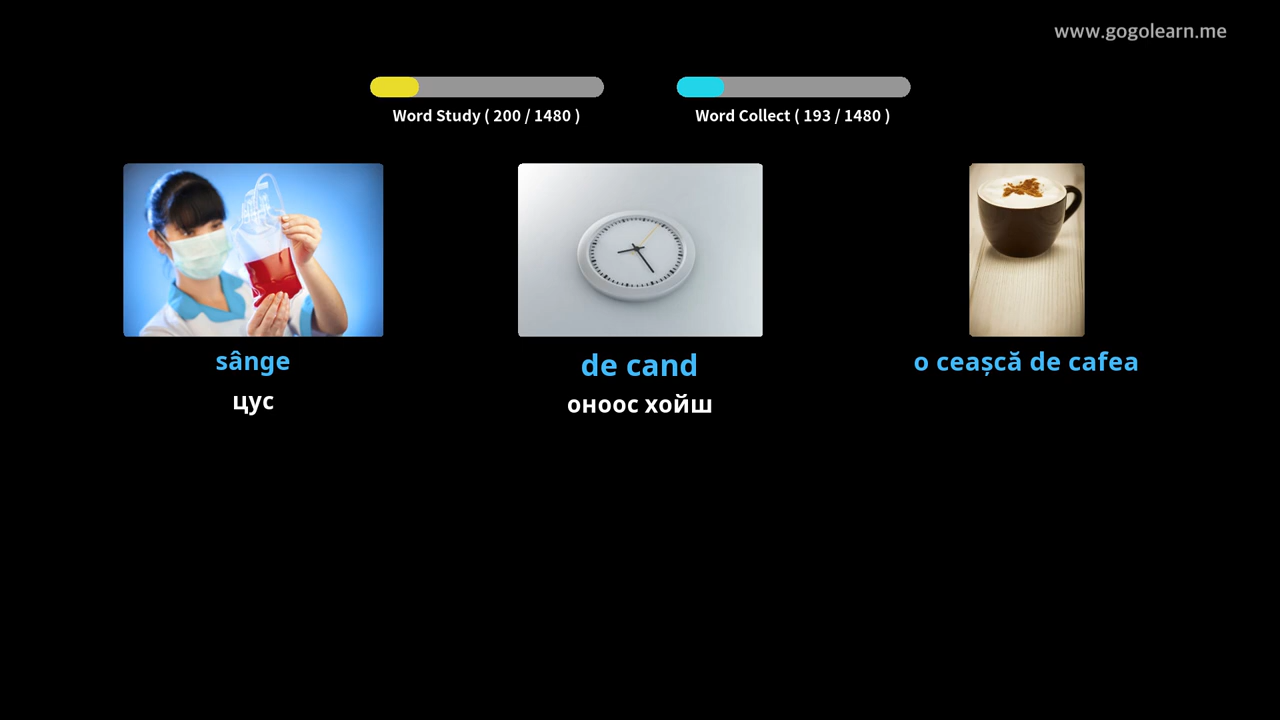 www.gogolearn.me
Word Study ( 200 / 1480 )
Word Collect ( 193 / 1480 )
sânge
de cand
o ceașcă de cafea
цус
оноос хойш